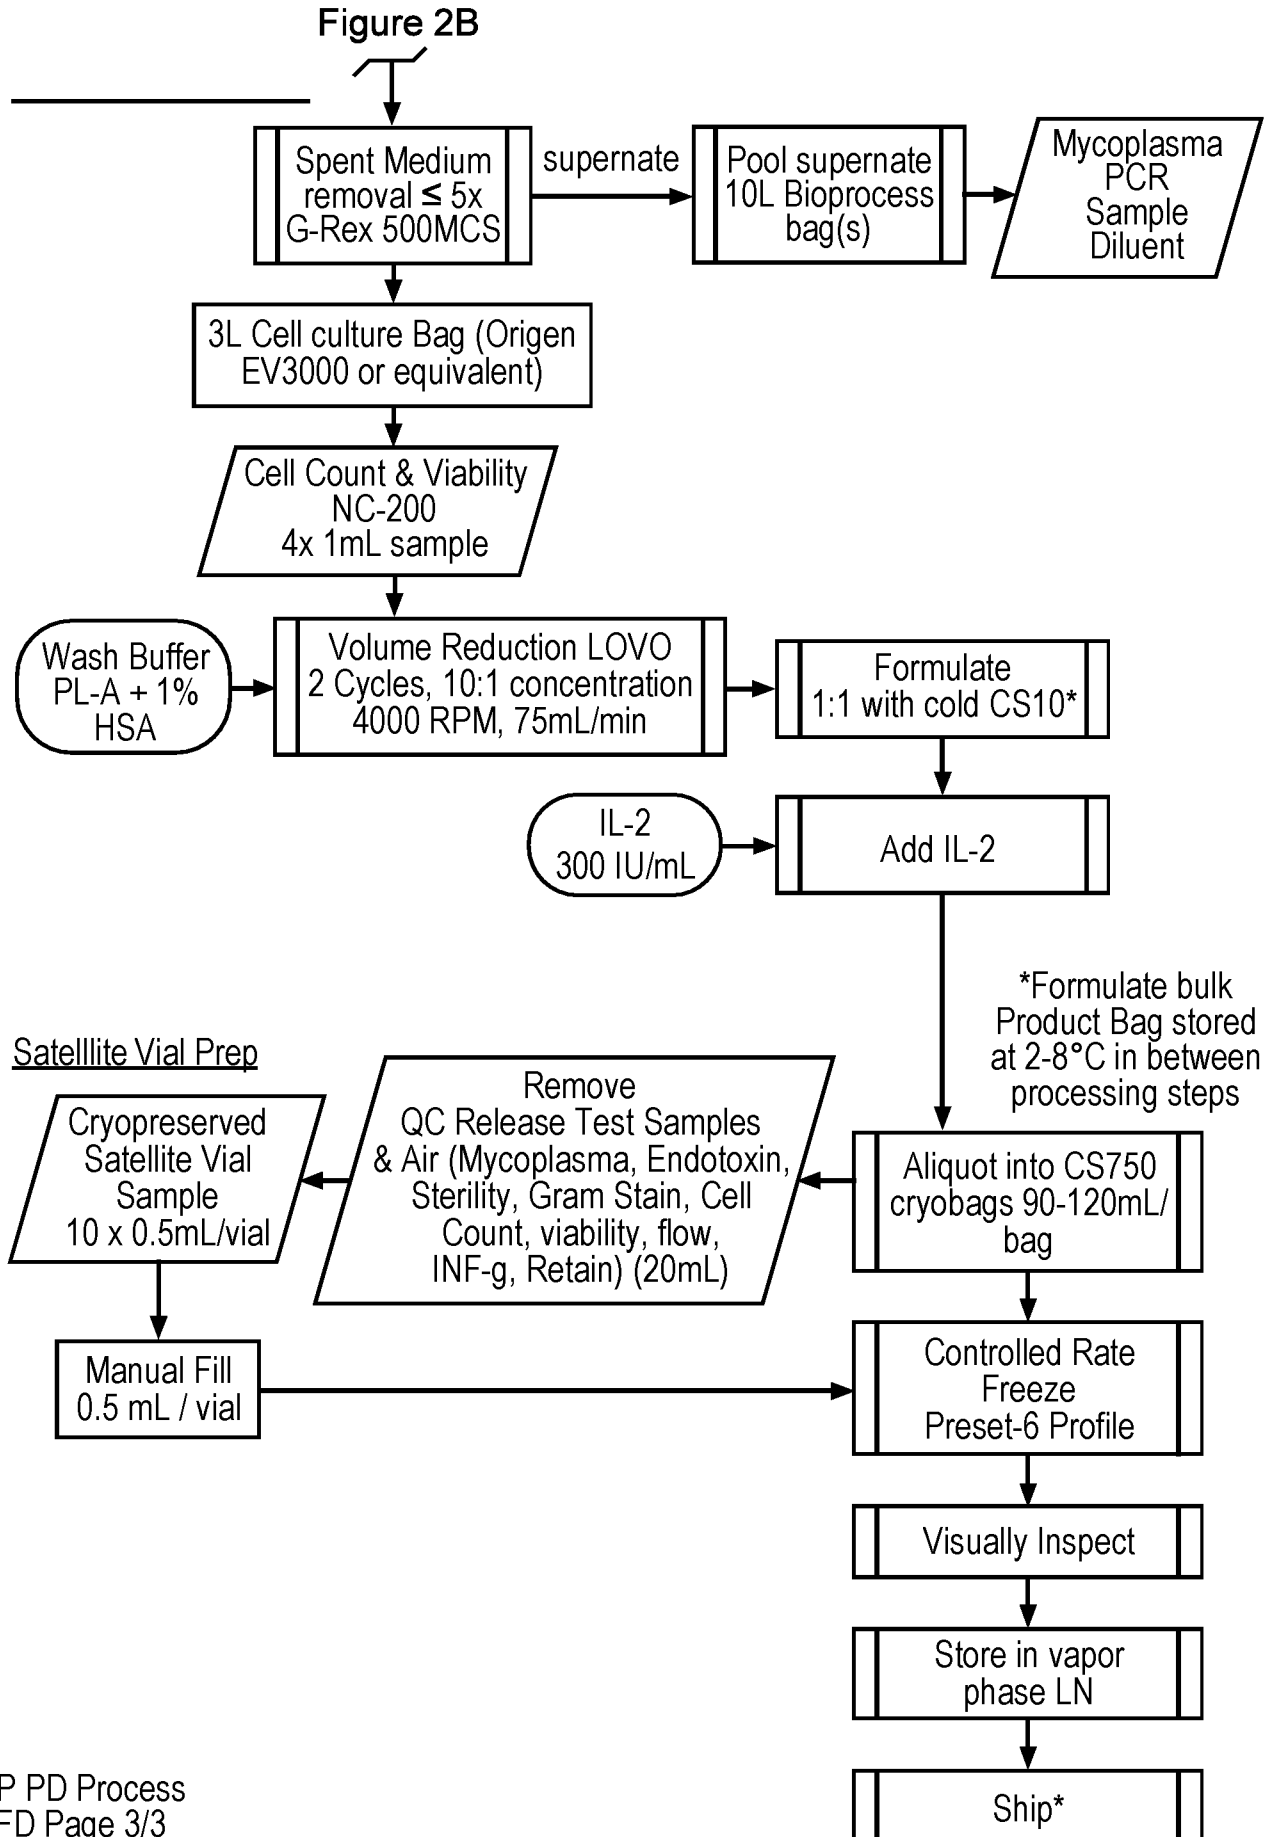 Figure 2B
Spent Medium
removal ≤ 5x
G-Rex 500MCS
supernate
Pool supernate
10L Bioprocess
bag(s)
Mycoplasma
PCR
Sample
Diluent
3L Cell culture Bag (Origen
EV3000 or equivalent)
Cell Count & Viability
NC-200
4x 1mL sample
Wash Buffer
PL-A + 1%
HSA
Volume Reduction LOVO
2 Cycles, 10:1 concentration
4000 RPM, 75mL/min
Formulate
1:1 with cold CS10*
IL-2
300 IU/mL
Add IL-2
*Formulate bulk
Product Bag stored
at 2-8°C in between
processing steps
Satelllite Vial Prep
Cryopreserved
Satellite Vial
Sample
10 x 0.5mL/vial
Remove
QC Release Test Samples
& Air (Mycoplasma, Endotoxin,
Sterility, Gram Stain, Cell
Count, viability, flow,
INF-g, Retain) (20mL)
Aliquot into CS750
cryobags 90-120mL/
bag
Manual Fill
0.5 mL / vial
Controlled Rate
Freeze
Preset-6 Profile
Visually Inspect
Store in vapor
phase LN
Ship*
P PD Process
FD Page 3/3